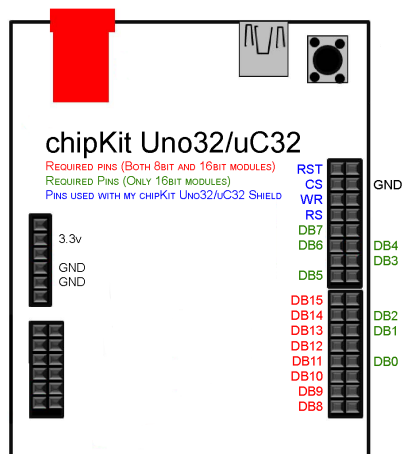 chipKit Uno32/uC32
Required pins (Both 8bit and 16bit modules)
Required Pins (Only 16bit modules)
Pins used with my chipKit Uno32/uC32 Shield
RST
CS GND
WR
RS
DB7
DB6 DB4
DB3
DB5
3.3v
GND
GND
DB15
DB14 DB2
DB13 DB1
DB12
DB11 DB0
DB10
DB9
DB8